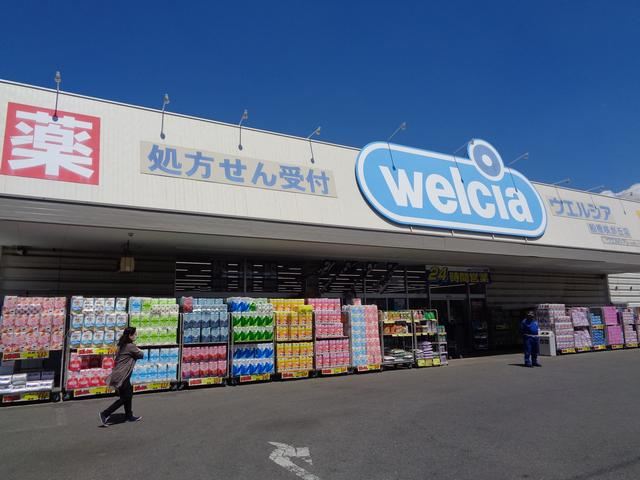 薬
処方せん受付
welcia
ウエルシア
24時間営業